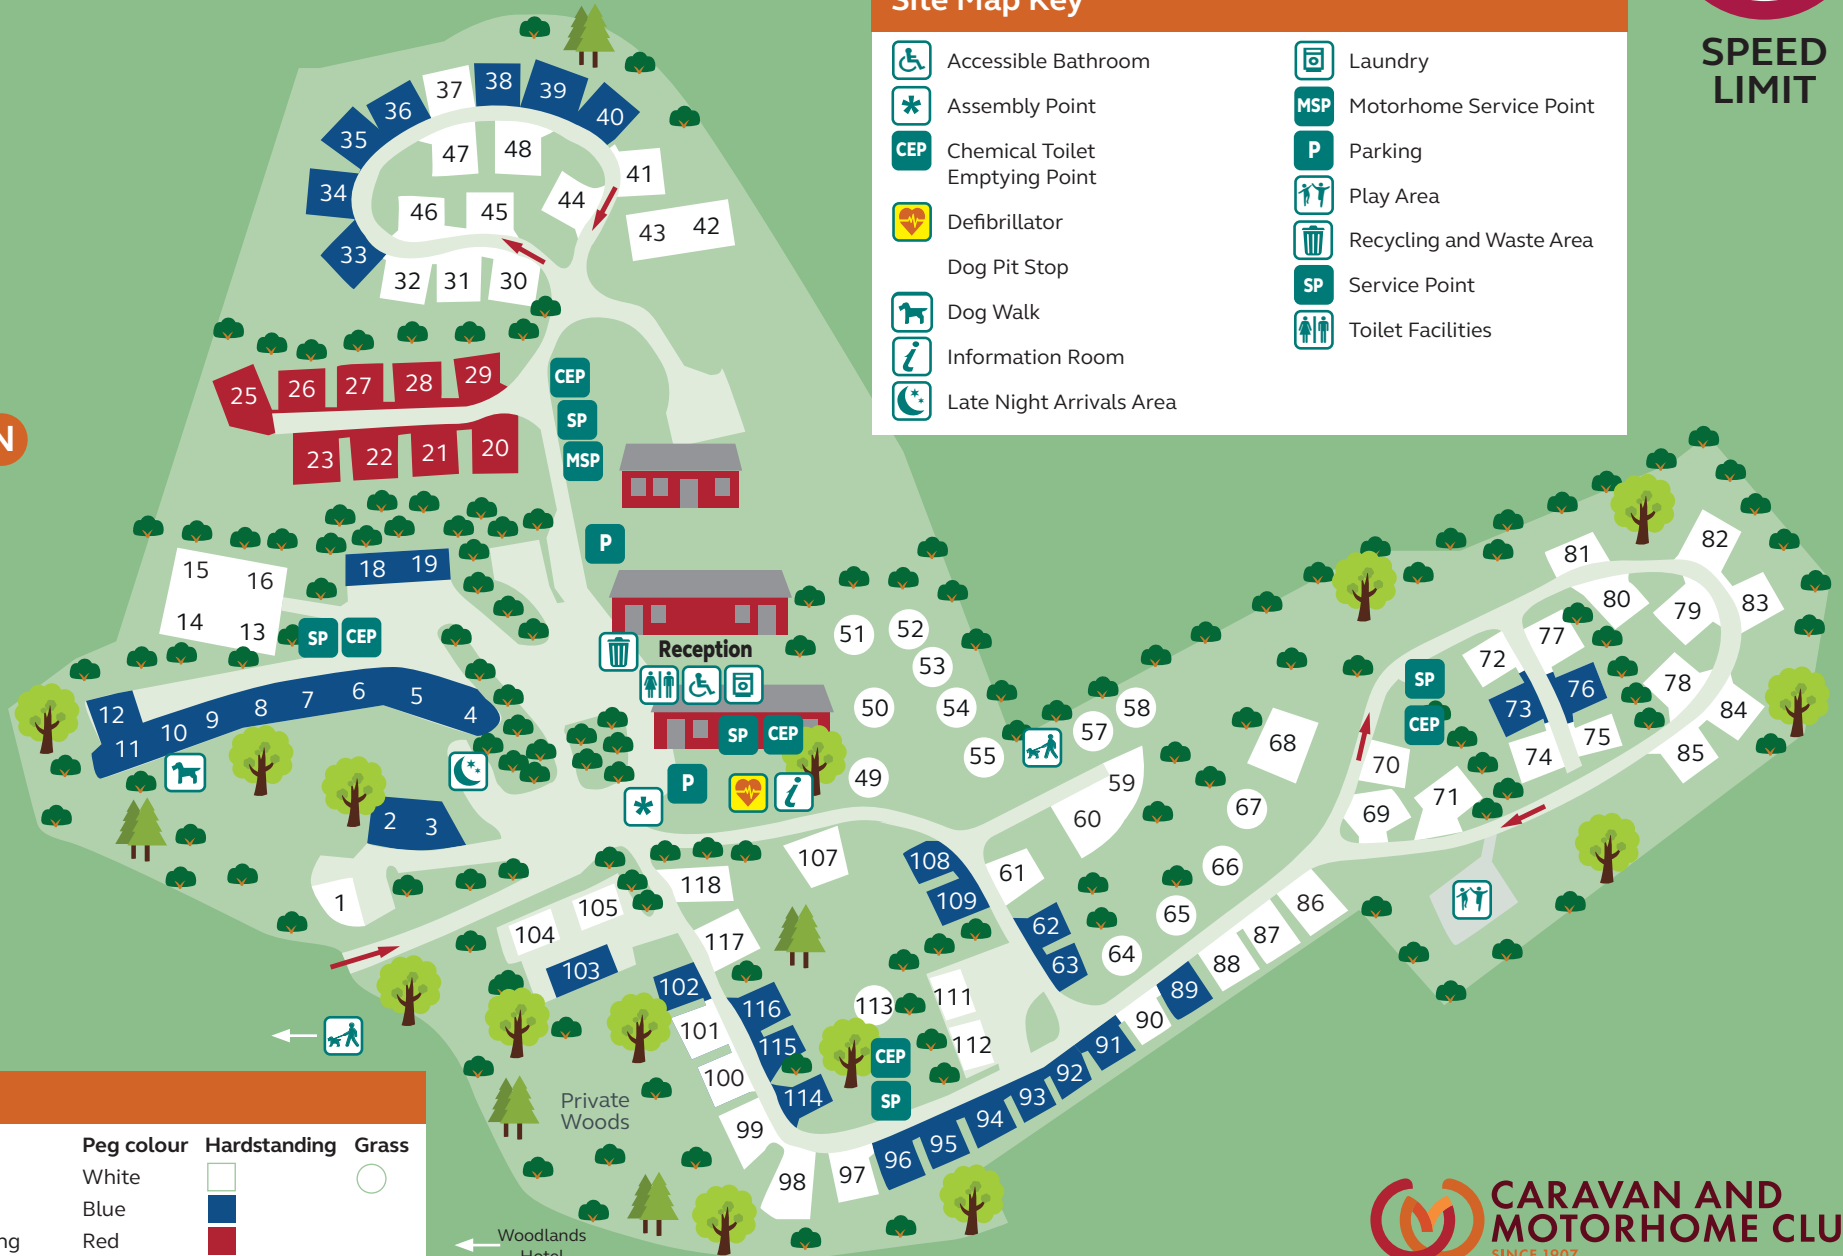 Site Map Key
Accessible Bathroom
Assembly Point
CEP Chemical Toilet
Emptying Point
Defibrillator
Dog Pit Stop
Dog Walk
Information Room
Late Night Arrivals Area
Laundry
MSP Motorhome Service Point
P Parking
Play Area
Recycling and Waste Area
SP Service Point
Toilet Facilities
SPEED
LIMIT
N
37 38 39
36 40
35
47 48
41
34
44
46 45
43 42
33
32 31 30
29
28
27
26
25
CEP
SP
MSP
20
21
22
23
P
15 16
14 13
18 19
SP CEP
12 11 10 9 8 7 6 5 4
2 3
1
Reception
SP CEP
P
49
50
51
52
53
54
55
57
58
59
60
61
62
63
64
65
66
67
68
69
70
71
72
73
74
75
76
77
78
79
80
81
82
83
84
85
SP
CEP
86
87
88
89
90
91
92
93
94
95
96
97
98
99
100
101
102
103
104
105
107
108
109
111
112
113
114
115
116
117
118
CEP
SP
Private
Woods
Woodlands
Hotel
Peg colour Hardstanding Grass
White
Blue
ng Red
CARAVAN AND
MOTORHOME CLU
SINCE 1907